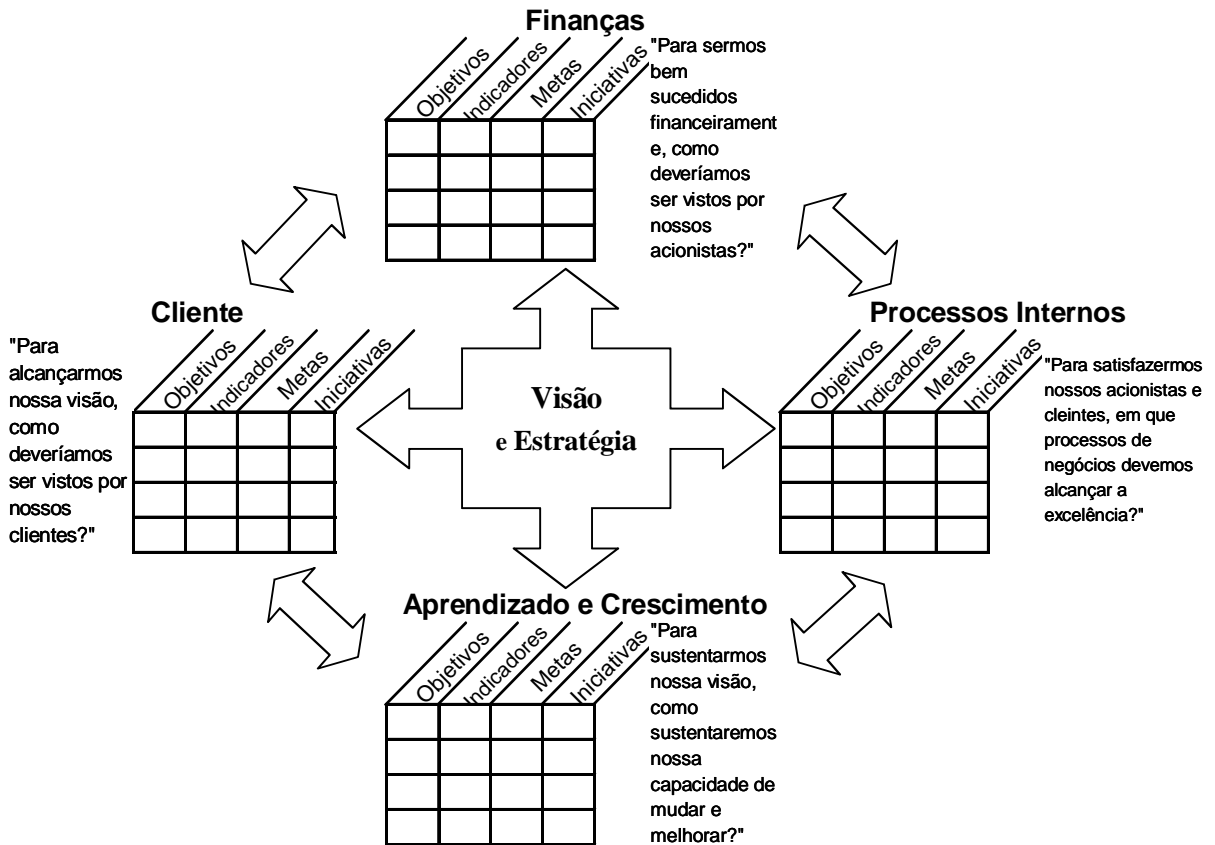 Finanças
Objetivos
Indicadores
Metas
Iniciativas
"Para sermos
bem
sucedidos
financeirament
e, como
deveríamos
ser vistos por
nossos
acionistas?"
Cliente
"Para
alcançarmos
nossa visão,
como
deveríamos
ser vistos por
nossos
clientes?"
Objetivos
Indicadores
Metas
Iniciativas
Visão
e Estratégia
Processos Internos
Objetivos
Indicadores
Metas
Iniciativas
"Para satisfazermos
nossos acionistas e
cleintes, em que
processos de
negócios devemos
alcançar a
excelência?"
Aprendizado e Crescimento
Objetivos
Indicadores
Metas
Iniciativas
"Para
sustentarmos
nossa visão,
como
sustentaremos
nossa
capacidade de
mudar e
melhorar?"